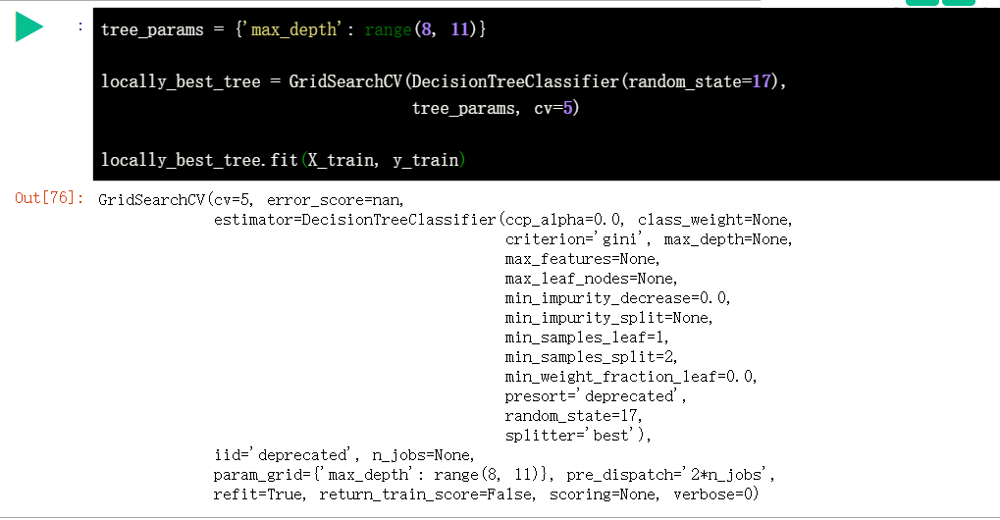 :
tree_params = {'max_depth': range(8, 11)}
locally_best_tree = GridSearchCV(DecisionTreeClassifier(random_state=17),
tree_params, cv=5)
locally_best_tree.fit(X_train, y_train)
Out[76]: GridSearchCV(cv=5, error_score=nan,
estimator=DecisionTreeClassifier(ccp_alpha=0.0, class_weight=None,
criterion='gini', max_depth=None,
max_features=None,
max_leaf_nodes=None,
min_impurity_decrease=0.0,
min_impurity_split=None,
min_samples_leaf=1,
min_samples_split=2,
min_weight_fraction_leaf=0.0,
presort='deprecated',
random_state=17,
splitter='best'),
iid='deprecated', n_jobs=None,
param_grid={'max_depth': range(8, 11)}, pre_dispatch='2*n_jobs',
refit=True, return_train_score=False, scoring=None, verbose=0)